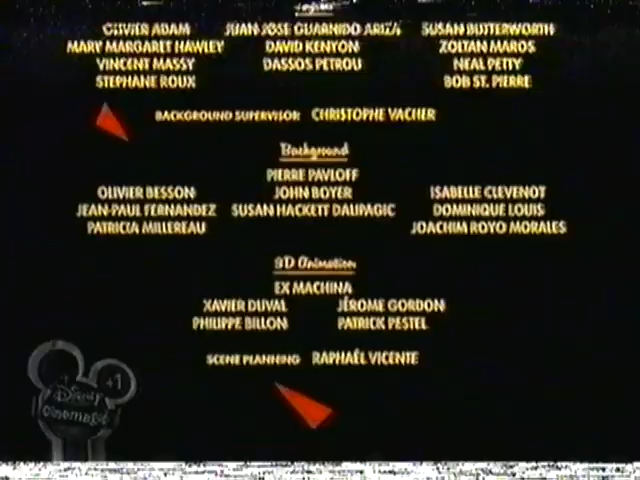 Layout
OLIVIER ADAM JUAN JOSE GUARNIDO ARIZA SUSAN BUTTERWORTH
MARY MARGARET HAWLEY DAVID KENYON ZOLTAN MAROS
VINCENT MASSY DASSOS PETROU NEAL PETTY
STEPHANE ROUX BOB ST. PIERRE
BACKGROUND SUPERVISOR CHRISTOPHE VACHER
Background
PIERRE PAVLOFF
OLIVIER BESSON JOHN BOYER ISABELLE CLEVENOT
JEAN-PAUL FERNANDEZ SUSAN HACKETT DALIPAGIC DOMINIQUE LOUIS
PATRICIA MILLEREAU JOACHIM ROYO MORALES
3D Animation
EX MACHINA
XAVIER DUVAL JÉROME GORDON
PHILIPPE BILLON PATRICK PESTEL
SCENE PLANNING RAPHAËL VICENTE
+1
Disney
Cinemagic